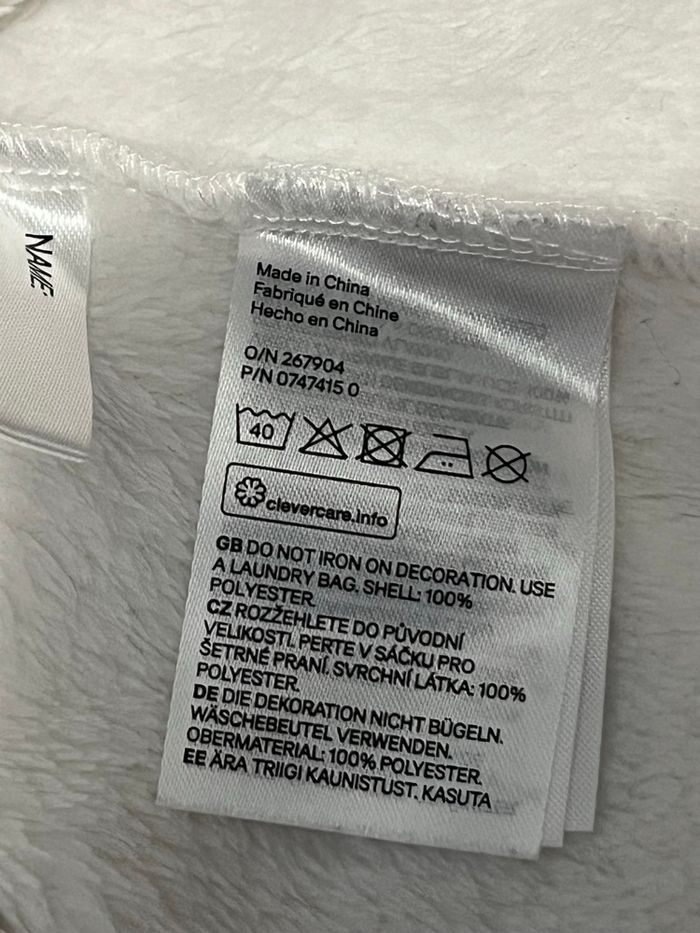 NAME
Made in China
Fabriqué en Chine
Hecho en China
O/N 267904
P/N 0747415 0
40
clevercare.info
GB DO NOT IRON ON DECORATION. USE
A LAUNDRY BAG. SHELL: 100%
POLYESTER.
CZ ROZŽEHLETE DO PŮVODNÍ
VELIKOSTI. PERTE V SÁČKU PRO
ŠETRNÉ PRANÍ. SVRCHNÍ LÁTKA: 100%
POLYESTER.
DE DIE DEKORATION NICHT BÜGELN.
WÄSCHEBEUTEL VERWENDEN.
OBERMATERIAL: 100% POLYESTER.
EE ÄRA TRIIGI KAUNISTUST. KASUTA